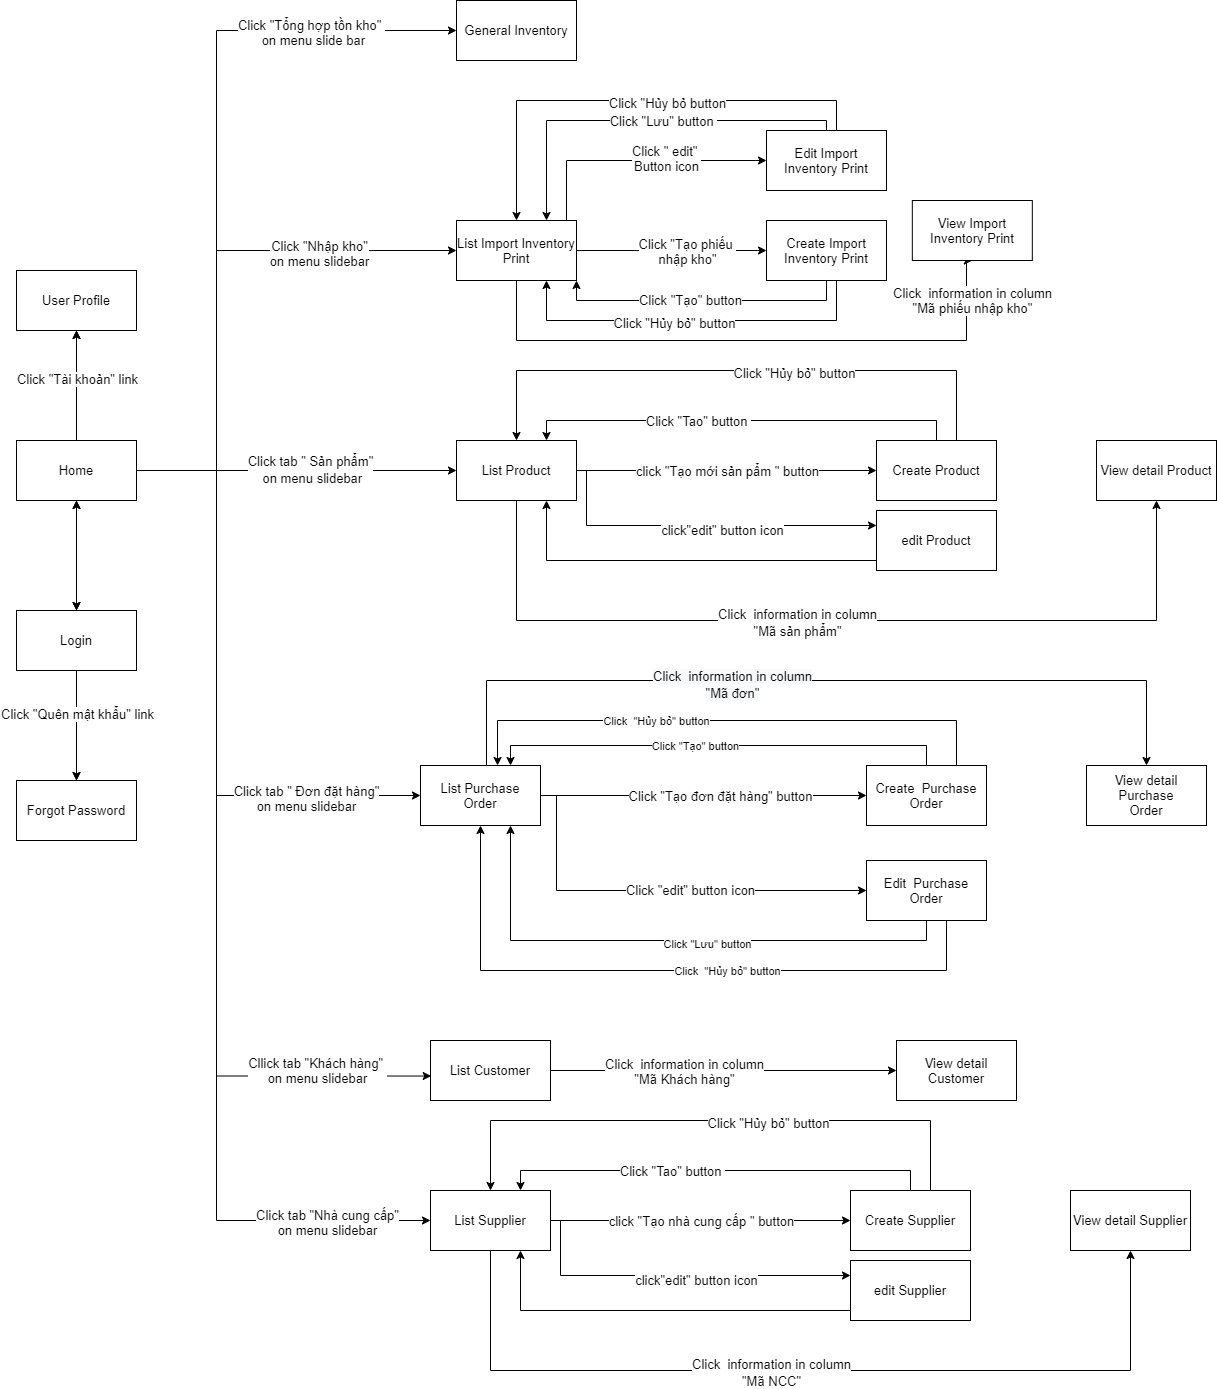 Click "Tổng hợp tồn kho"
on menu slide bar
General Inventory
Click "Hủy bỏ button
Click "Lưu" button
Click " edit"
Button icon
Edit Import
Inventory Print
Click "Nhập kho"
on menu slidebar
List Import Inventory
Print
Click "Tạo phiếu
nhập kho"
Create Import
Inventory Print
View Import
Inventory Print
Click "Tạo" button
Click "Hủy bỏ" button
Click  information in column
"Mã phiếu nhập kho"
User Profile
Click "Tài khoản" link
Home
Login
Click "Quên mật khẩu" link
Forgot Password
Click "Hủy bỏ" button
Click "Tao" button
Click tab " Sản phẩm"
on menu slidebar
List Product
click "Tạo mới sản pẩm " button
Create Product
View detail Product
click"edit" button icon
edit Product
Click  information in column
"Mã sản phẩm"
Click  information in column
"Mã đơn"
Click  "Hủy bỏ" button
Click "Tạo" button
Click tab " Đơn đặt hàng"
on menu slidebar
List Purchase
Order
Click "Tạo đơn đặt hàng" button
Create  Purchase
Order
View detail
Purchase
Order
Click "edit" button icon
Edit  Purchase
Order
Click "Lưu" button
Click  "Hủy bỏ" button
Cllick tab "Khách hàng"
on menu slidebar
List Customer
Click  information in column
"Mã Khách hàng"
View detail
Customer
Click "Hủy bỏ" button
Click "Tao" button
Click tab "Nhà cung cấp"
on menu slidebar
List Supplier
click "Tạo nhà cung cấp " button
Create Supplier
View detail Supplier
click"edit" button icon
edit Supplier
Click  information in column
"Mã NCC"